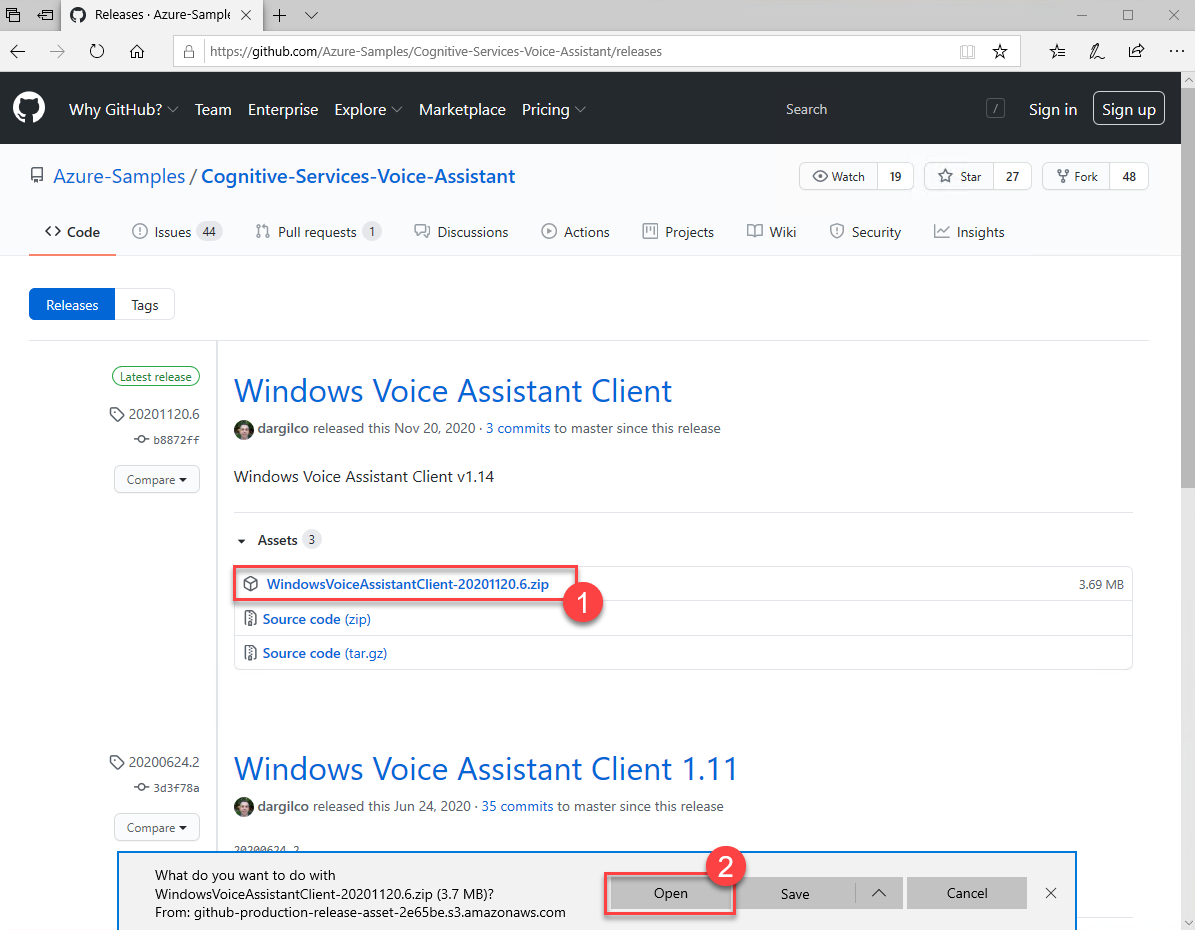 Releases · Azure-Sample
https://github.com/Azure-Samples/Cognitive-Services-Voice-Assistant/releases
Why GitHub? Team Enterprise Explore Marketplace Pricing Search / Sign in Sign up
Azure-Samples / Cognitive-Services-Voice-Assistant Watch 19 Star 27 Fork 48
Code Issues 44 Pull requests 1 Discussions Actions Projects Wiki Security Insights
Releases Tags
Latest release
20201120.6
b8872ff
Compare
Windows Voice Assistant Client
dargilco released this Nov 20, 2020 · 3 commits to master since this release
Windows Voice Assistant Client v1.14
Assets 3
WindowsVoiceAssistantClient-20201120.6.zip 3.69 MB
1
Source code (zip)
Source code (tar.gz)
20200624.2
3d3f78a
Compare
Windows Voice Assistant Client 1.11
dargilco released this Jun 24, 2020 · 35 commits to master since this release
20200624.2
What do you want to do with
WindowsVoiceAssistantClient-20201120.6.zip (3.7 MB)?
From: github-production-release-asset-2e65be.s3.amazonaws.com
2
Open Save Cancel